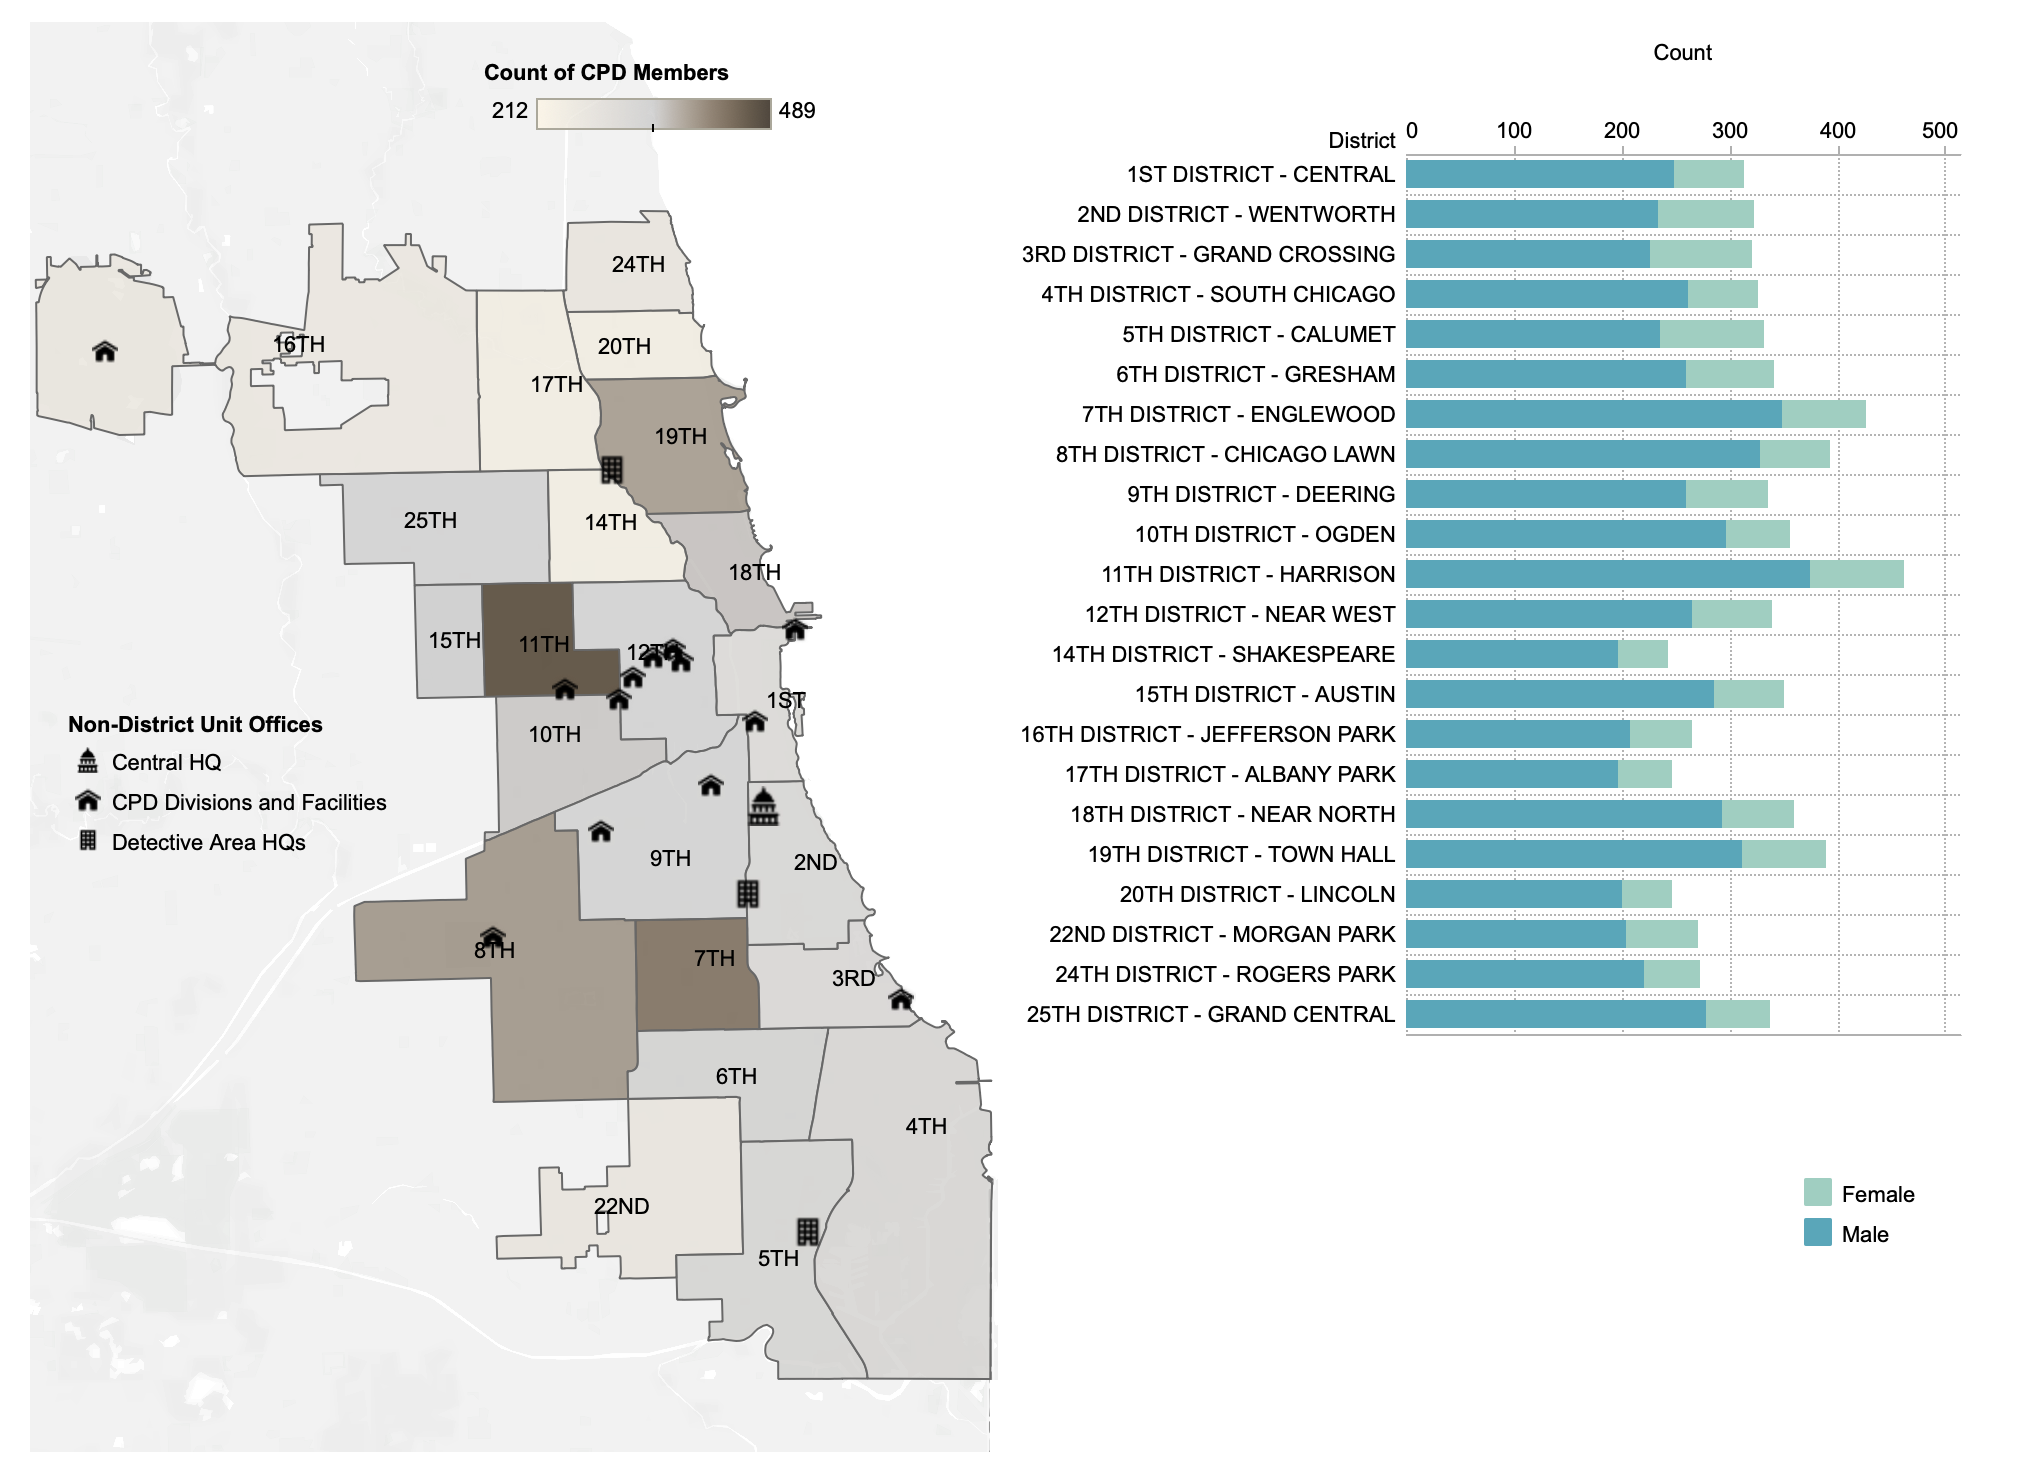 Count of CPD Members
212 489
24TH
16TH
20TH
17TH
19TH
25TH
14TH
18TH
15TH
11TH
1ST
10TH
Non-District Unit Offices
Central HQ
CPD Divisions and Facilities
Detective Area HQs
9TH
2ND
8TH
7TH
3RD
6TH
4TH
22ND
5TH
Count
District 0 100 200 300 400 500
1ST DISTRICT - CENTRAL
2ND DISTRICT - WENTWORTH
3RD DISTRICT - GRAND CROSSING
4TH DISTRICT - SOUTH CHICAGO
5TH DISTRICT - CALUMET
6TH DISTRICT - GRESHAM
7TH DISTRICT - ENGLEWOOD
8TH DISTRICT - CHICAGO LAWN
9TH DISTRICT - DEERING
10TH DISTRICT - OGDEN
11TH DISTRICT - HARRISON
12TH DISTRICT - NEAR WEST
14TH DISTRICT - SHAKESPEARE
15TH DISTRICT - AUSTIN
16TH DISTRICT - JEFFERSON PARK
17TH DISTRICT - ALBANY PARK
18TH DISTRICT - NEAR NORTH
19TH DISTRICT - TOWN HALL
20TH DISTRICT - LINCOLN
22ND DISTRICT - MORGAN PARK
24TH DISTRICT - ROGERS PARK
25TH DISTRICT - GRAND CENTRAL
Female
Male